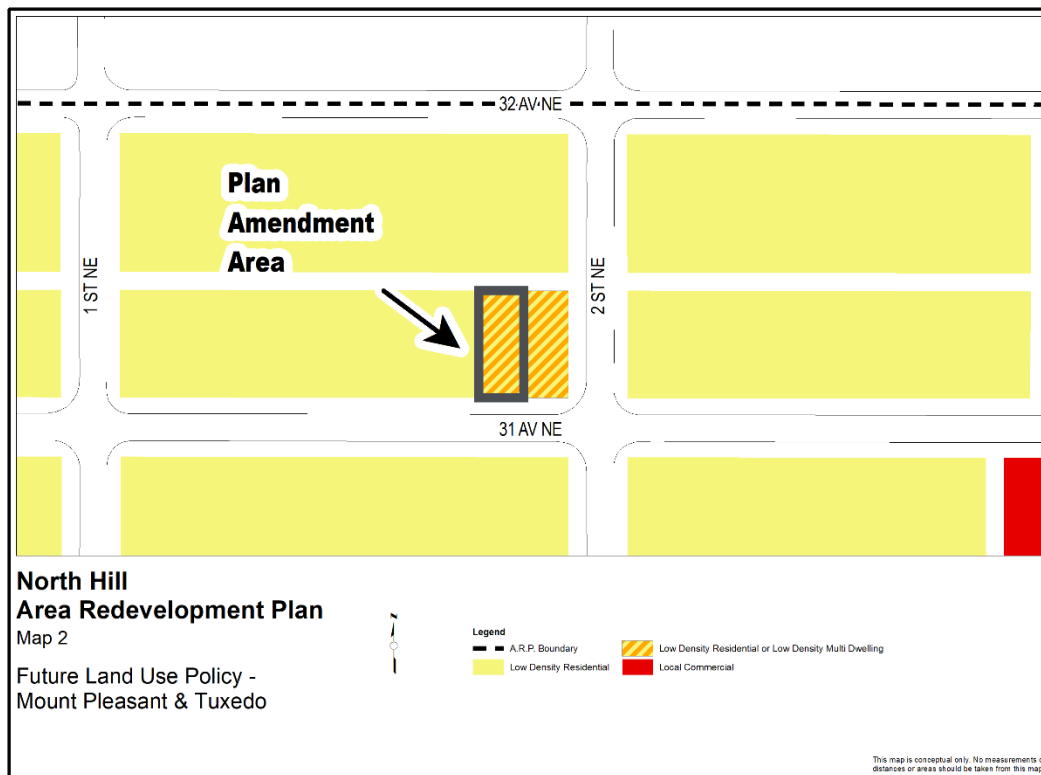 32 AV NE
Plan
Amendment
Area
1 ST NE
2 ST NE
31 AV NE
North Hill
Area Redevelopment Plan
Map 2
Future Land Use Policy -
Mount Pleasant & Tuxedo
N
Legend
A.R.P. Boundary
Low Density Residential or Low Density Multi Dwelling
Low Density Residential
Local Commercial
This map is conceptual only. No measurements o
distances or areas should be taken from this map